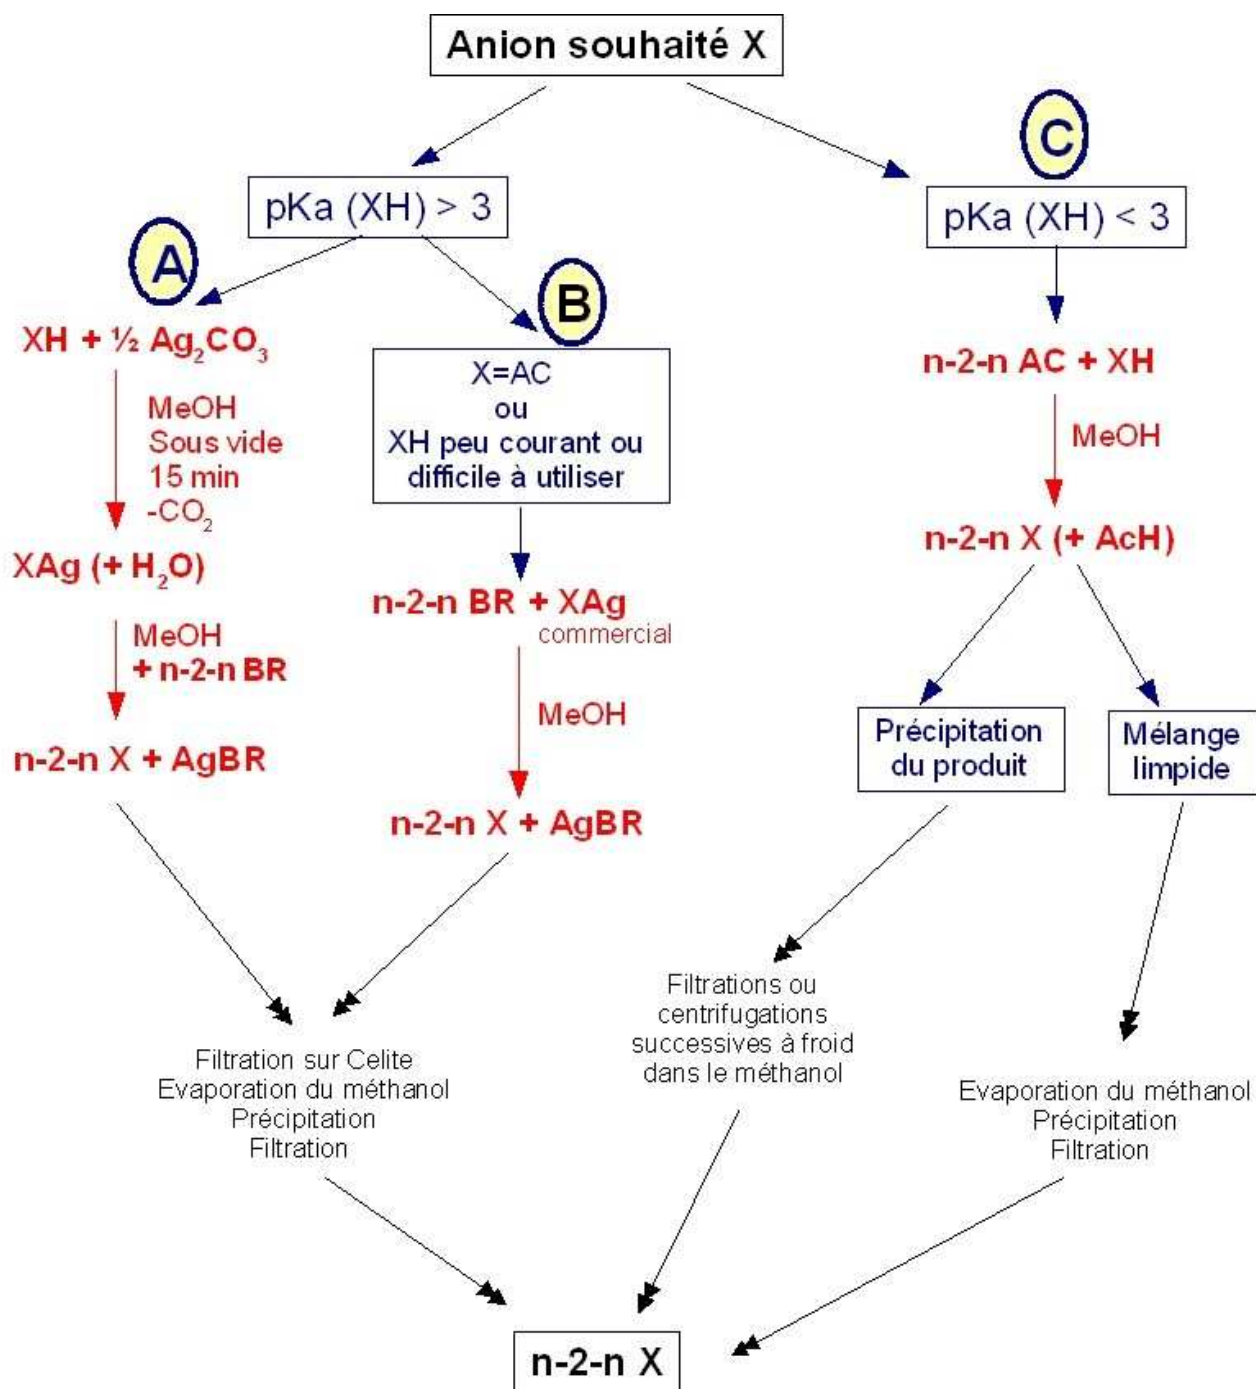 Anion souhaité X
C
pKa (XH) > 3
pKa (XH) < 3
A
B
XH + ½ Ag₂CO₃
MeOH
Sous vide
15 min
-CO₂
XAg (+ H₂O)
MeOH
+ n-2-n BR
n-2-n X + AgBR
X=AC
ou
XH peu courant ou
difficile à utiliser
n-2-n BR + XAg
commercial
MeOH
n-2-n X + AgBR
n-2-n AC + XH
MeOH
n-2-n X (+ AcH)
Précipitation
du produit
Mélange
limpide
Filtration sur Celite
Evaporation du méthanol
Précipitation
Filtration
Filtrations ou
centrifugations
successives à froid
dans le méthanol
Evaporation du méthanol
Précipitation
Filtration
n-2-n X